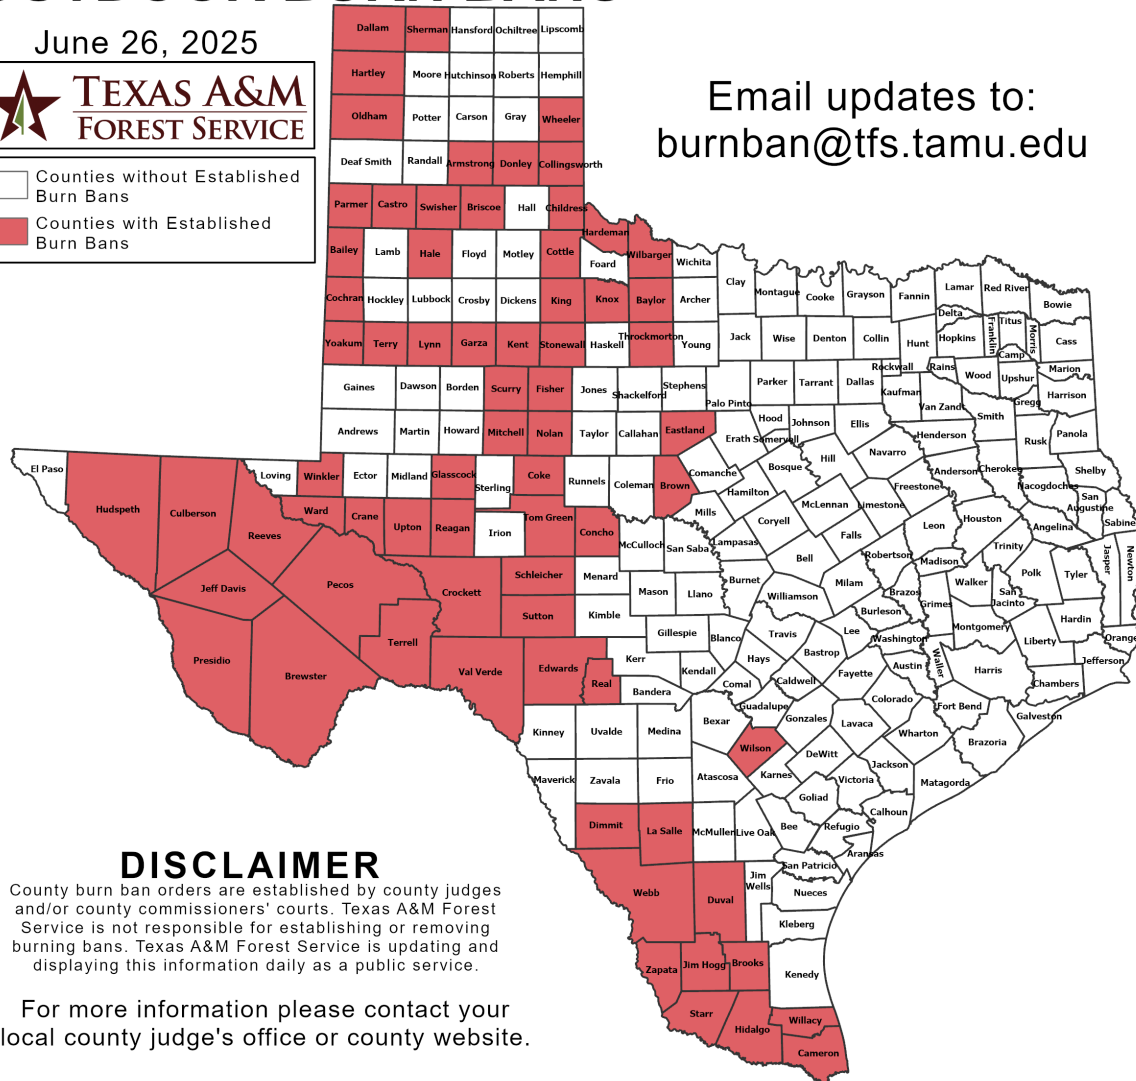 June 26, 2025
TEXAS A&M
FOREST SERVICE
Counties without Established
Burn Bans
Counties with Established
Burn Bans
Email updates to:
burnban@tfs.tamu.edu
Dallam
Sherman
Hansford
Ochiltree
Lipscomb
Hartley
Moore
Hutchinson
Roberts
Hemphill
Oldham
Potter
Carson
Gray
Wheeler
Deaf Smith
Randall
Armstrong
Donley
Collingsworth
Parmer
Castro
Swisher
Briscoe
Hall
Childress
Hardeman
Bailey
Lamb
Hale
Floyd
Motley
Cottle
Foard
Wilbarger
Wichita
Clay
Montague
Cooke
Grayson
Fannin
Lamar
Red River
Bowie
Cochran
Hockley
Lubbock
Crosby
Dickens
King
Knox
Baylor
Archer
Delta
Titus
Franklin
Morris
Yoakum
Terry
Lynn
Garza
Kent
Stonewall
Haskell
Throckmorton
Young
Jack
Wise
Denton
Collin
Hunt
Hopkins
Camp
Cass
Gaines
Dawson
Borden
Scurry
Fisher
Jones
Shackelford
Stephens
Palo Pinto
Parker
Tarrant
Dallas
Rockwall
Kaufman
Rains
Van Zandt
Wood
Upshur
Gregg
Marion
Harrison
Andrews
Martin
Howard
Mitchell
Nolan
Taylor
Callahan
Eastland
Erath
Hood
Somervell
Johnson
Ellis
Henderson
Smith
Rusk
Panola
El Paso
Hudspeth
Culberson
Reeves
Loving
Winkler
Ector
Midland
Glasscock
Sterling
Coke
Runnels
Coleman
Brown
Comanche
Hamilton
Bosque
Hill
Navarro
Freestone
Anderson
Cherokee
Nacogdoches
Shelby
San
Augustine
Sabine
Ward
Crane
Upton
Reagan
Irion
Tom Green
Concho
McCulloch
San Saba
Mills
Lampasas
Coryell
McLennan
Limestone
Falls
Leon
Houston
Angelina
Trinity
Jeff Davis
Pecos
Crockett
Schleicher
Menard
Mason
Llano
Burnet
Bell
Williamson
Milam
Robertson
Brazos
Madison
Grimes
Walker
San
Jacinto
Polk
Tyler
Jasper
Newton
Presidio
Brewster
Terrell
Val Verde
Sutton
Edwards
Real
Kimble
Kerr
Gillespie
Blanco
Kendall
Bandera
Travis
Hays
Comal
Bastrop
Caldwell
Lee
Burleson
Washington
Fayette
Austin
Waller
Montgomery
Harris
Liberty
Hardin
Orange
Jefferson
Chambers
Kinney
Uvalde
Medina
Bexar
Guadalupe
Wilson
Gonzales
Lavaca
Colorado
Fort Bend
Wharton
Galveston
Brazoria
Matagorda
Maverick
Zavala
Frio
Atascosa
Karnes
DeWitt
Jackson
Victoria
Goliad
Calhoun
Dimmit
La Salle
McMullen
Live Oak
Bee
Refugio
Aransas
San Patricio
Webb
Duval
Jim
Wells
Nueces
Kleberg
Zapata
Jim Hogg
Brooks
Kenedy
Starr
Hidalgo
Willacy
Cameron
DISCLAIMER
County burn ban orders are established by county judges
and/or county commissioners' courts. Texas A&M Forest
Service is not responsible for establishing or removing
burning bans. Texas A&M Forest Service is updating and
displaying this information daily as a public service.
For more information please contact your
local county judge's office or county website.